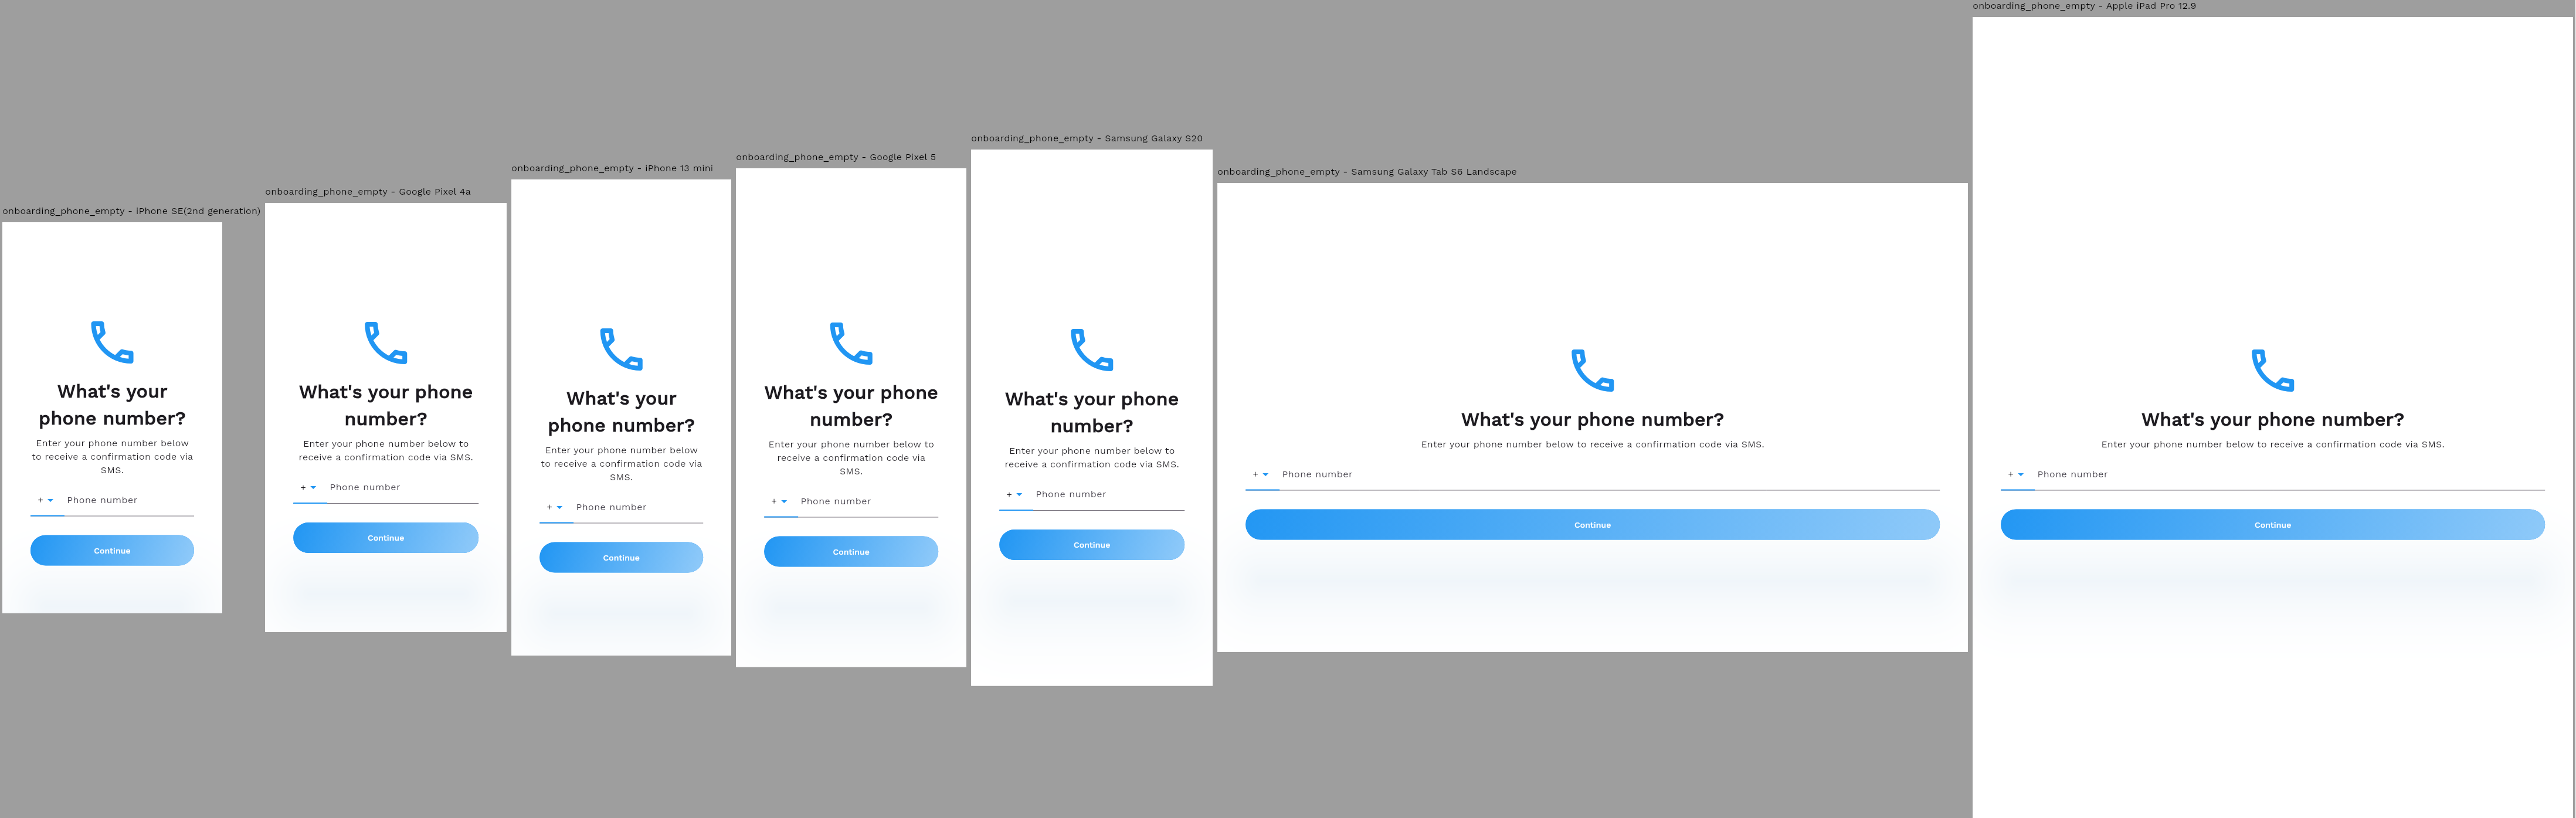 onboarding_phone_empty - iPhone SE(2nd generation)
What's your
phone number?
Enter your phone number below
to receive a confirmation code via
SMS.
+ Phone number
Continue
onboarding_phone_empty - Google Pixel 4a
What's your phone
number?
Enter your phone number below to
receive a confirmation code via SMS.
+ Phone number
Continue
onboarding_phone_empty - iPhone 13 mini
What's your
phone number?
Enter your phone number below
to receive a confirmation code via
SMS.
+ Phone number
Continue
onboarding_phone_empty - Google Pixel 5
What's your phone
number?
Enter your phone number below to
receive a confirmation code via
SMS.
+ Phone number
Continue
onboarding_phone_empty - Samsung Galaxy S20
What's your phone
number?
Enter your phone number below to
receive a confirmation code via SMS.
+ Phone number
Continue
onboarding_phone_empty - Samsung Galaxy Tab S6 Landscape
What's your phone number?
Enter your phone number below to receive a confirmation code via SMS.
+ Phone number
Continue
onboarding_phone_empty - Apple iPad Pro 12.9
What's your phone number?
Enter your phone number below to receive a confirmation code via SMS.
+ Phone number
Continue